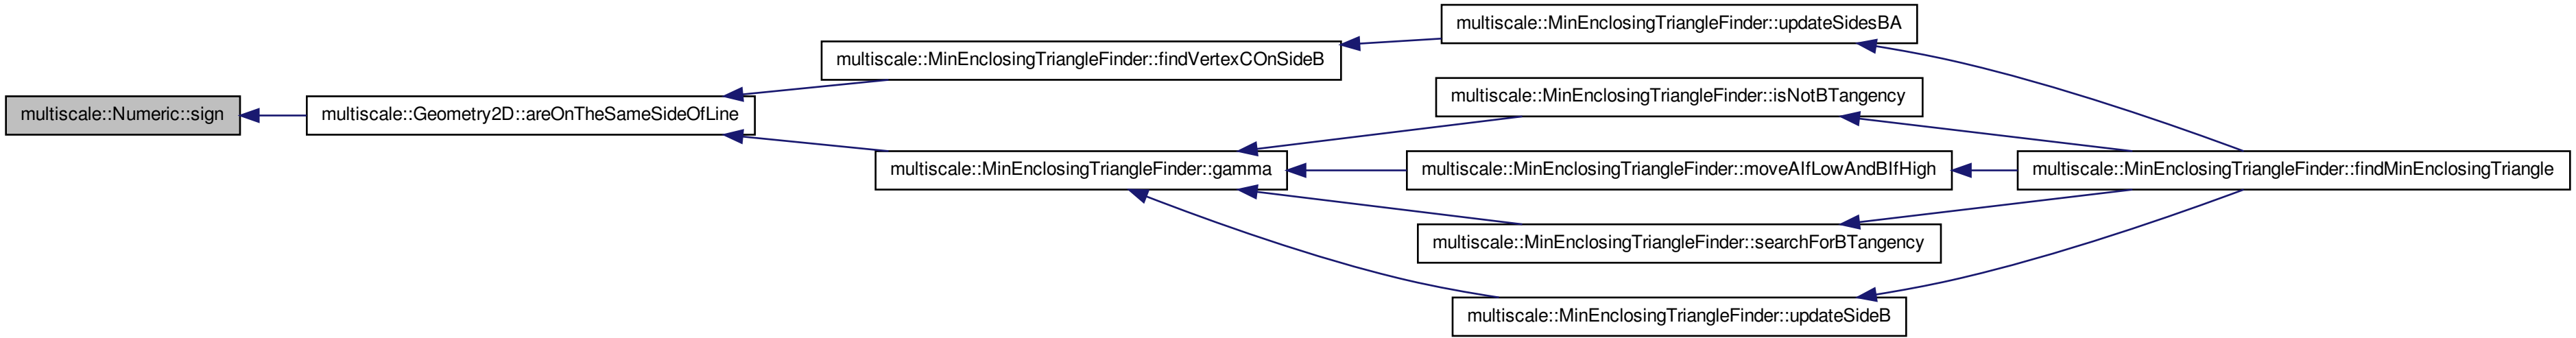 multiscale::MinEnclosingTriangleFinder::updateSidesBA
multiscale::MinEnclosingTriangleFinder::findVertexCOnSideB
multiscale::MinEnclosingTriangleFinder::isNotBTangency
multiscale::Numeric::sign
multiscale::Geometry2D::areOnTheSameSideOfLine
multiscale::MinEnclosingTriangleFinder::gamma
multiscale::MinEnclosingTriangleFinder::moveAIfLowAndBIfHigh
multiscale::MinEnclosingTriangleFinder::findMinEnclosingTriangle
multiscale::MinEnclosingTriangleFinder::searchForBTangency
multiscale::MinEnclosingTriangleFinder::updateSideB